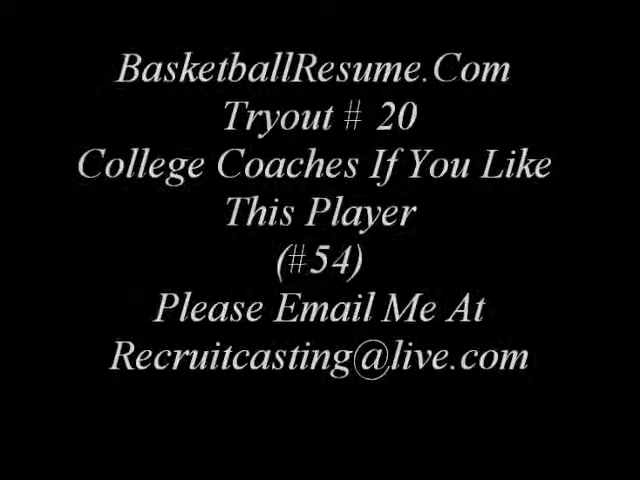 BasketballResume.Com
Tryout # 20
College Coaches If You Like
This Player
(#54)
Please Email Me At
Recruitcasting@live.com